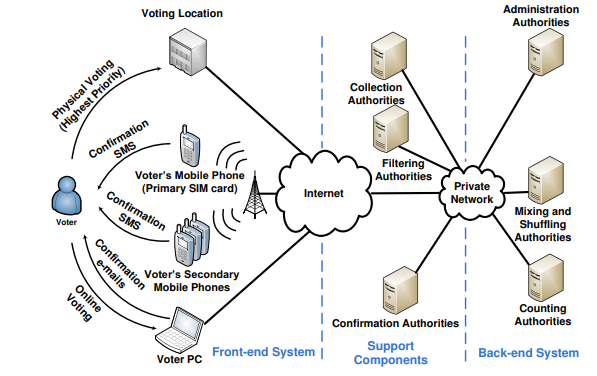 Voting Location
Physical Voting
(Highest Priority)
Confirmation
SMS
Voter's Mobile Phone
(Primary SIM card)
Confirmation
SMS
Voter
Voter's Secondary
Mobile Phones
Confirmation
e-mails
Online
Voting
Voter PC
Front-end System
Internet
Collection
Authorities
Filtering
Authorities
Confirmation Authorities
Support
Components
Private
Network
Administration
Authorities
Mixing and
Shuffling
Authorities
Counting
Authorities
Back-end System